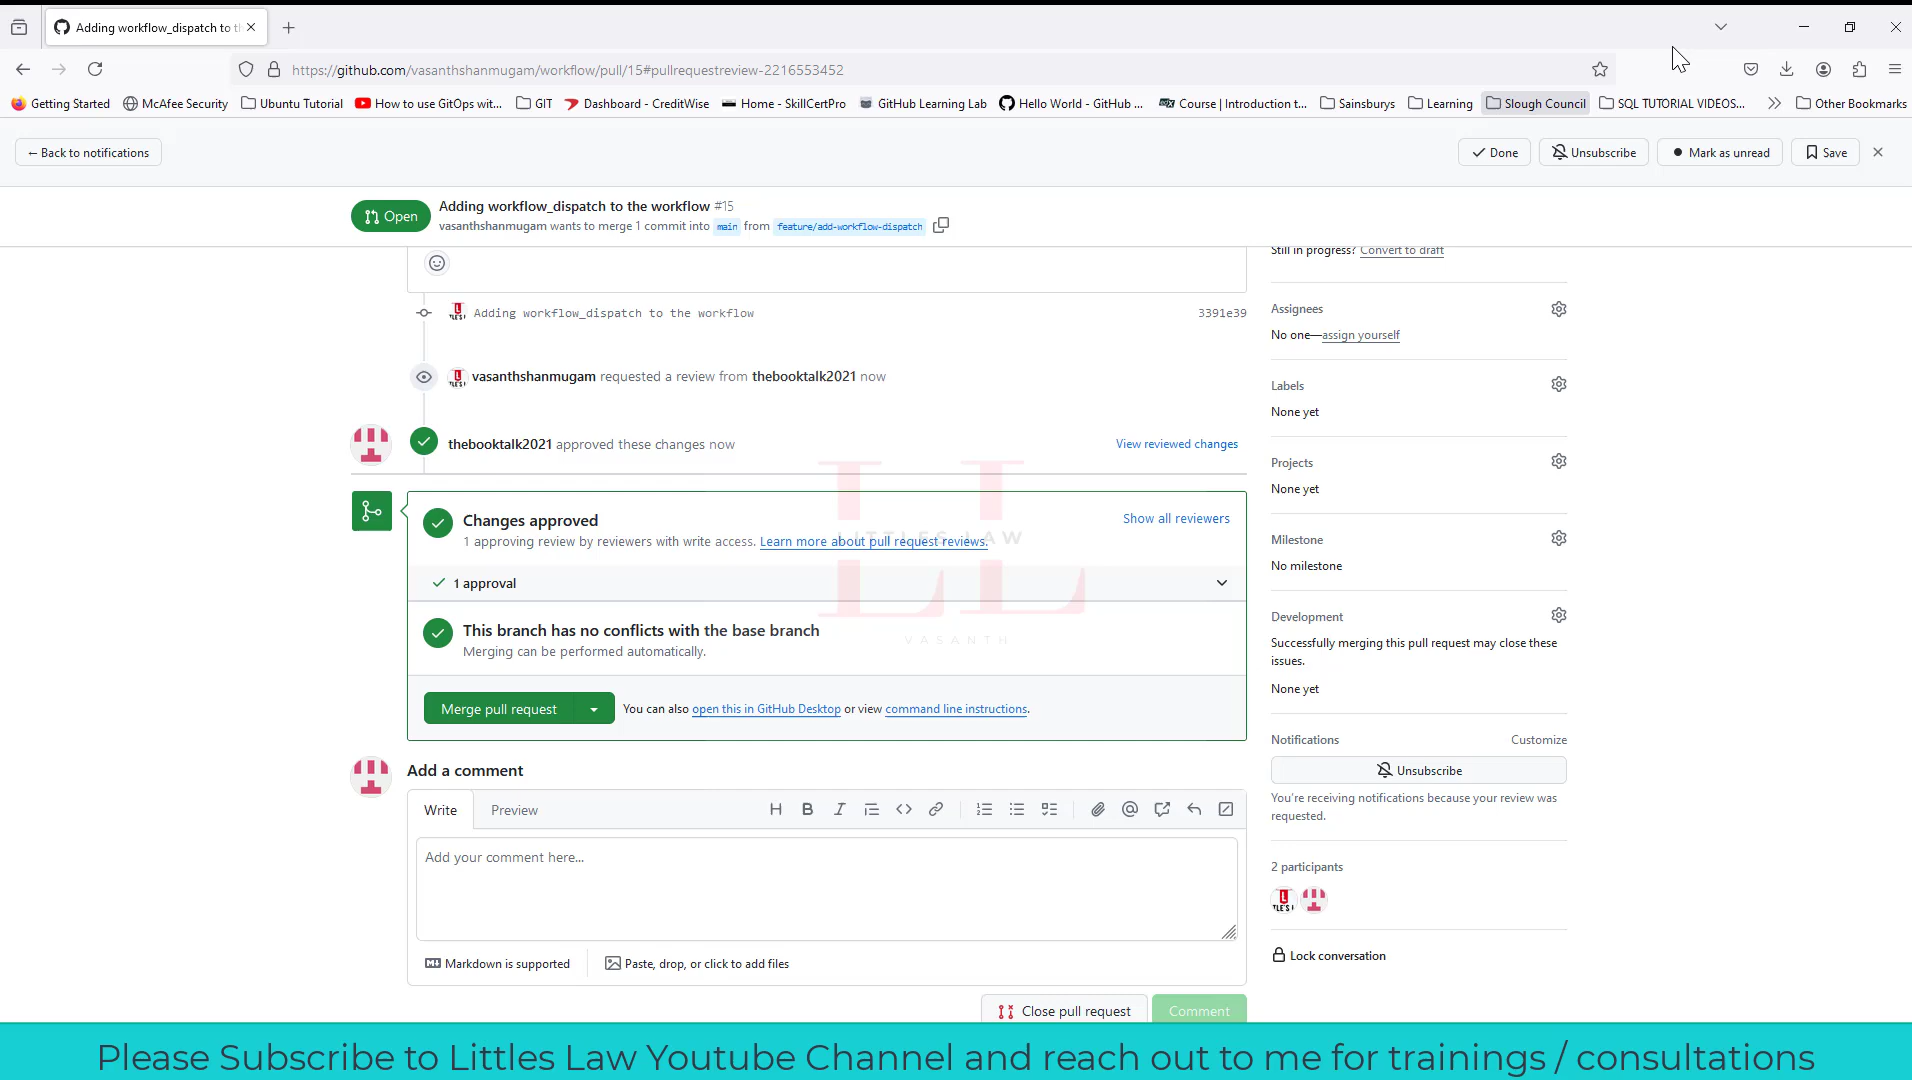 Adding workflow_dispatch to th
https://github.com/vasanthshanmugam/workflow/pull/15#pullrequestreview-2216553452
Getting Started McAfee Security Ubuntu Tutorial How to use GitOps wit... GIT Dashboard - CreditWise Home - SkillCertPro GitHub Learning Lab Hello World - GitHub ... Course | Introduction t... Sainsburys Learning Slough Council SQL TUTORIAL VIDEOS... Other Bookmarks
← Back to notifications
Done Unsubscribe Mark as unread Save
Open
Adding workflow_dispatch to the workflow #15
vasanthshanmugam wants to merge 1 commit into main from feature/add-workflow-dispatch
Still in progress? Convert to draft
Adding workflow_dispatch to the workflow 3391e39
vasanthshanmugam requested a review from thebooktalk2021 now
thebooktalk2021 approved these changes now View reviewed changes
Changes approved Show all reviewers
1 approving review by reviewers with write access. Learn more about pull request reviews.
1 approval
This branch has no conflicts with the base branch
Merging can be performed automatically.
Merge pull request You can also open this in GitHub Desktop or view command line instructions.
LL
LITTLES LAW
VASANTH
Add a comment
Write Preview
Add your comment here...
Markdown is supported Paste, drop, or click to add files
Close pull request Comment
Assignees
No one—assign yourself
Labels
None yet
Projects
None yet
Milestone
No milestone
Development
Successfully merging this pull request may close these
issues.
None yet
Notifications Customize
Unsubscribe
You're receiving notifications because your review was
requested.
2 participants
Lock conversation
Please Subscribe to Littles Law Youtube Channel and reach out to me for trainings / consultations